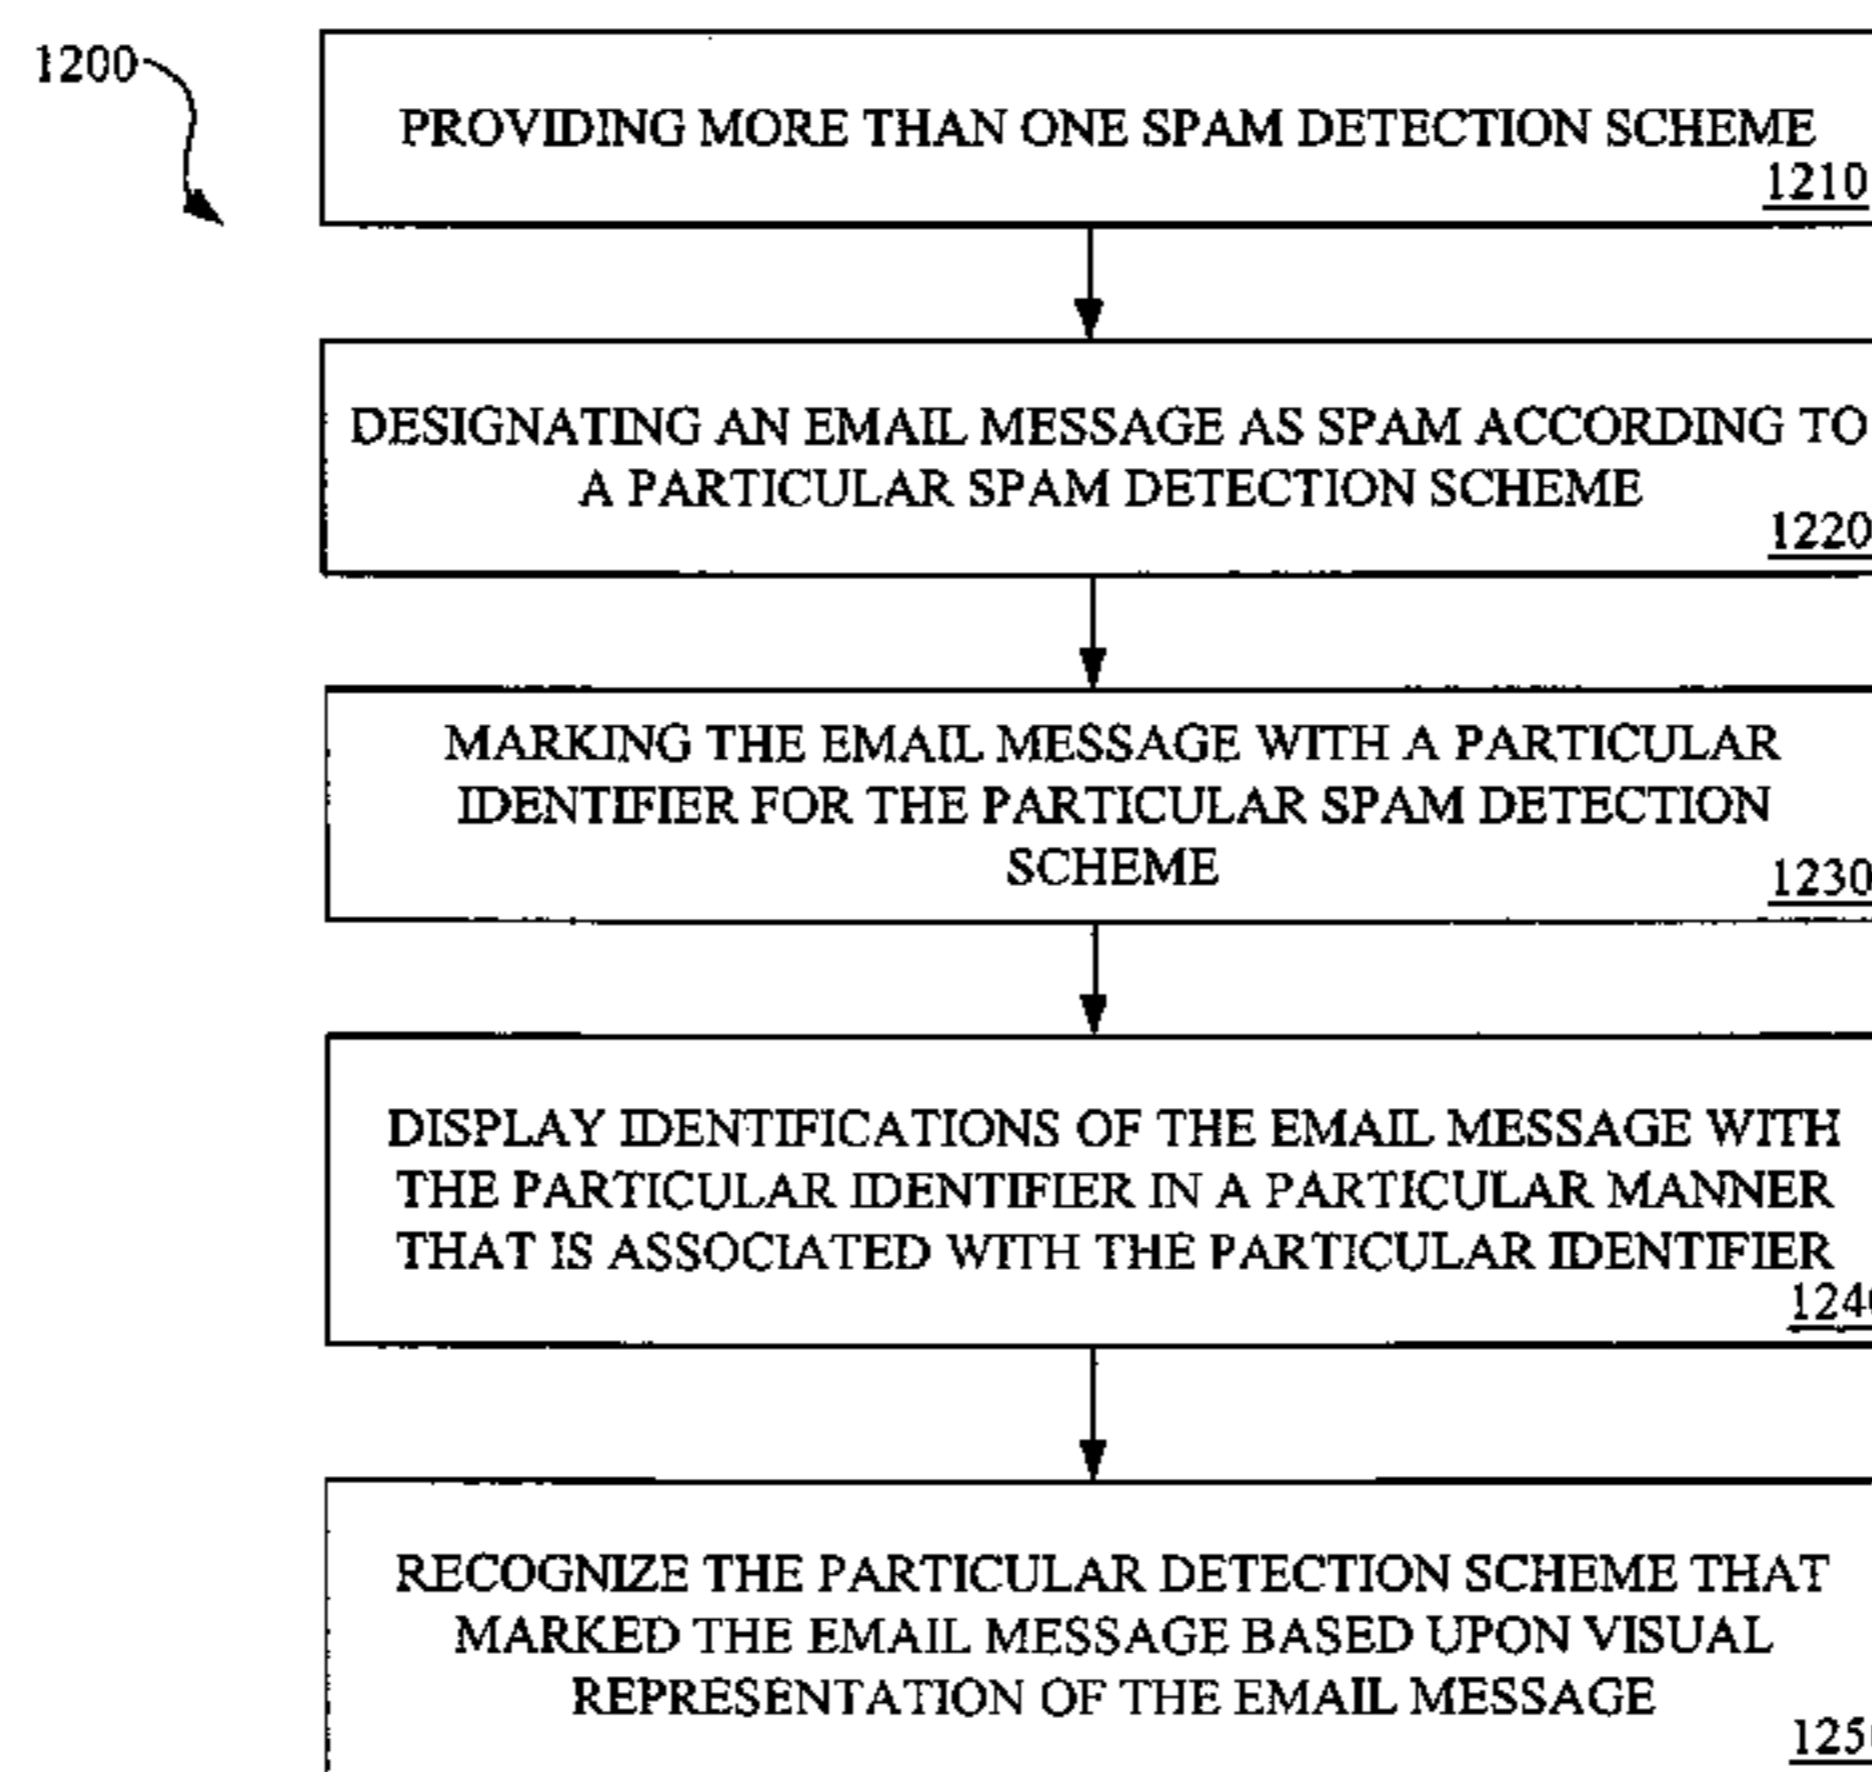 1200
PROVIDING MORE THAN ONE SPAM DETECTION SCHEME
1210
DESIGNATING AN EMAIL MESSAGE AS SPAM ACCORDING TO
A PARTICULAR SPAM DETECTION SCHEME
1220
MARKING THE EMAIL MESSAGE WITH A PARTICULAR
IDENTIFIER FOR THE PARTICULAR SPAM DETECTION
SCHEME
1230
DISPLAY IDENTIFICATIONS OF THE EMAIL MESSAGE WITH
THE PARTICULAR IDENTIFIER IN A PARTICULAR MANNER
THAT IS ASSOCIATED WITH THE PARTICULAR IDENTIFIER
1240
RECOGNIZE THE PARTICULAR DETECTION SCHEME THAT
MARKED THE EMAIL MESSAGE BASED UPON VISUAL
REPRESENTATION OF THE EMAIL MESSAGE
1250